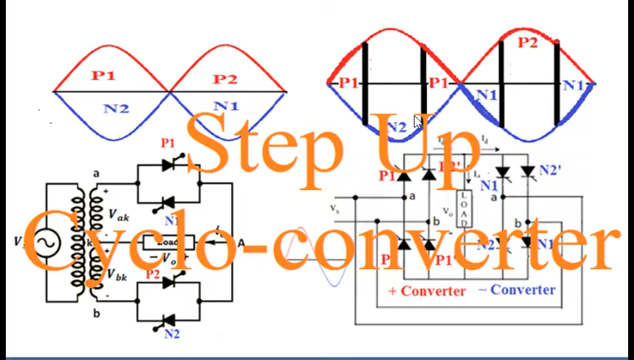 P1 P2
N2 N1
P1 P1 P2
N2 N1 N1
Step Up
Cyclo-converter
P1
a
+
Vak
N1
V
k
Load
A
- Vo +
Vbk
P2
-
b
N2
P1 P2'
Id
N1 N2'
a
Vs
Vo
LOAD
b
a
b
N2 N1
P P1'
+ Converter - Converter